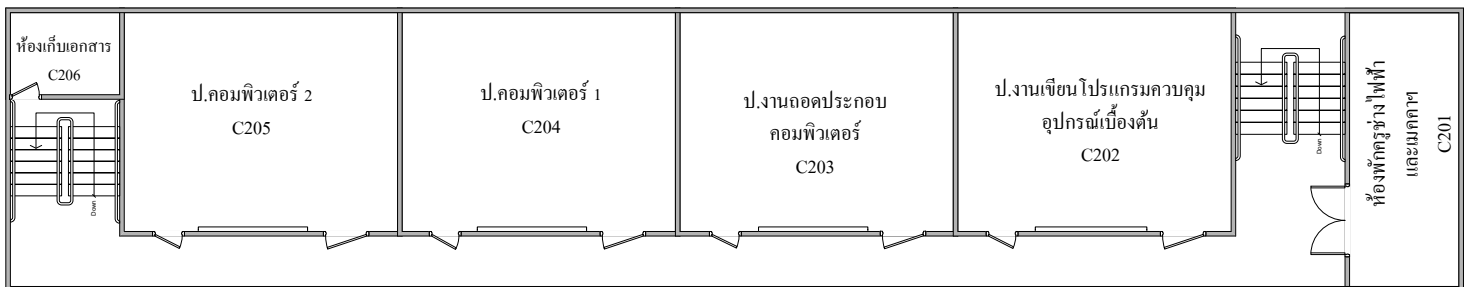 ห้องเก็บเอกสาร
C206
ป.คอมพิวเตอร์ 2
C205
ป.คอมพิวเตอร์ 1
C204
ป.งานถอดประกอบ
คอมพิวเตอร์
C203
ป.งานเขียนโปรแกรมควบคุม
อุปกรณ์เบื้องต้น
C202
ห้องพักครูช่างไฟฟ้า
และเมคคาฯ
C201
Down
Down